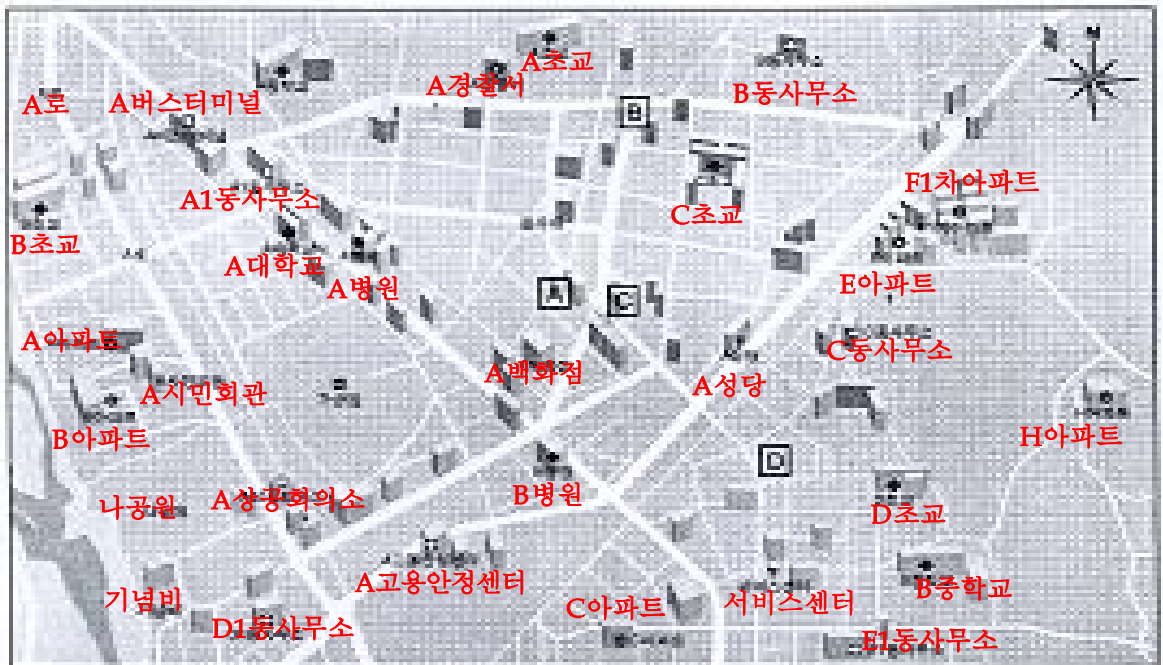 A초교
N
A경찰서
B동사무소
A로
A버스터미널
B
F1차아파트
A1동사무소
C초교
B초교
A대학교
A병원
E아파트
A
C
A아파트
C동사무소
A백화점
A성당
A시민회관
B아파트
H아파트
D
나공원
A상공회의소
B병원
D초교
A고용안정센터
B중학교
기념비
C아파트
서비스센터
D1동사무소
E1동사무소